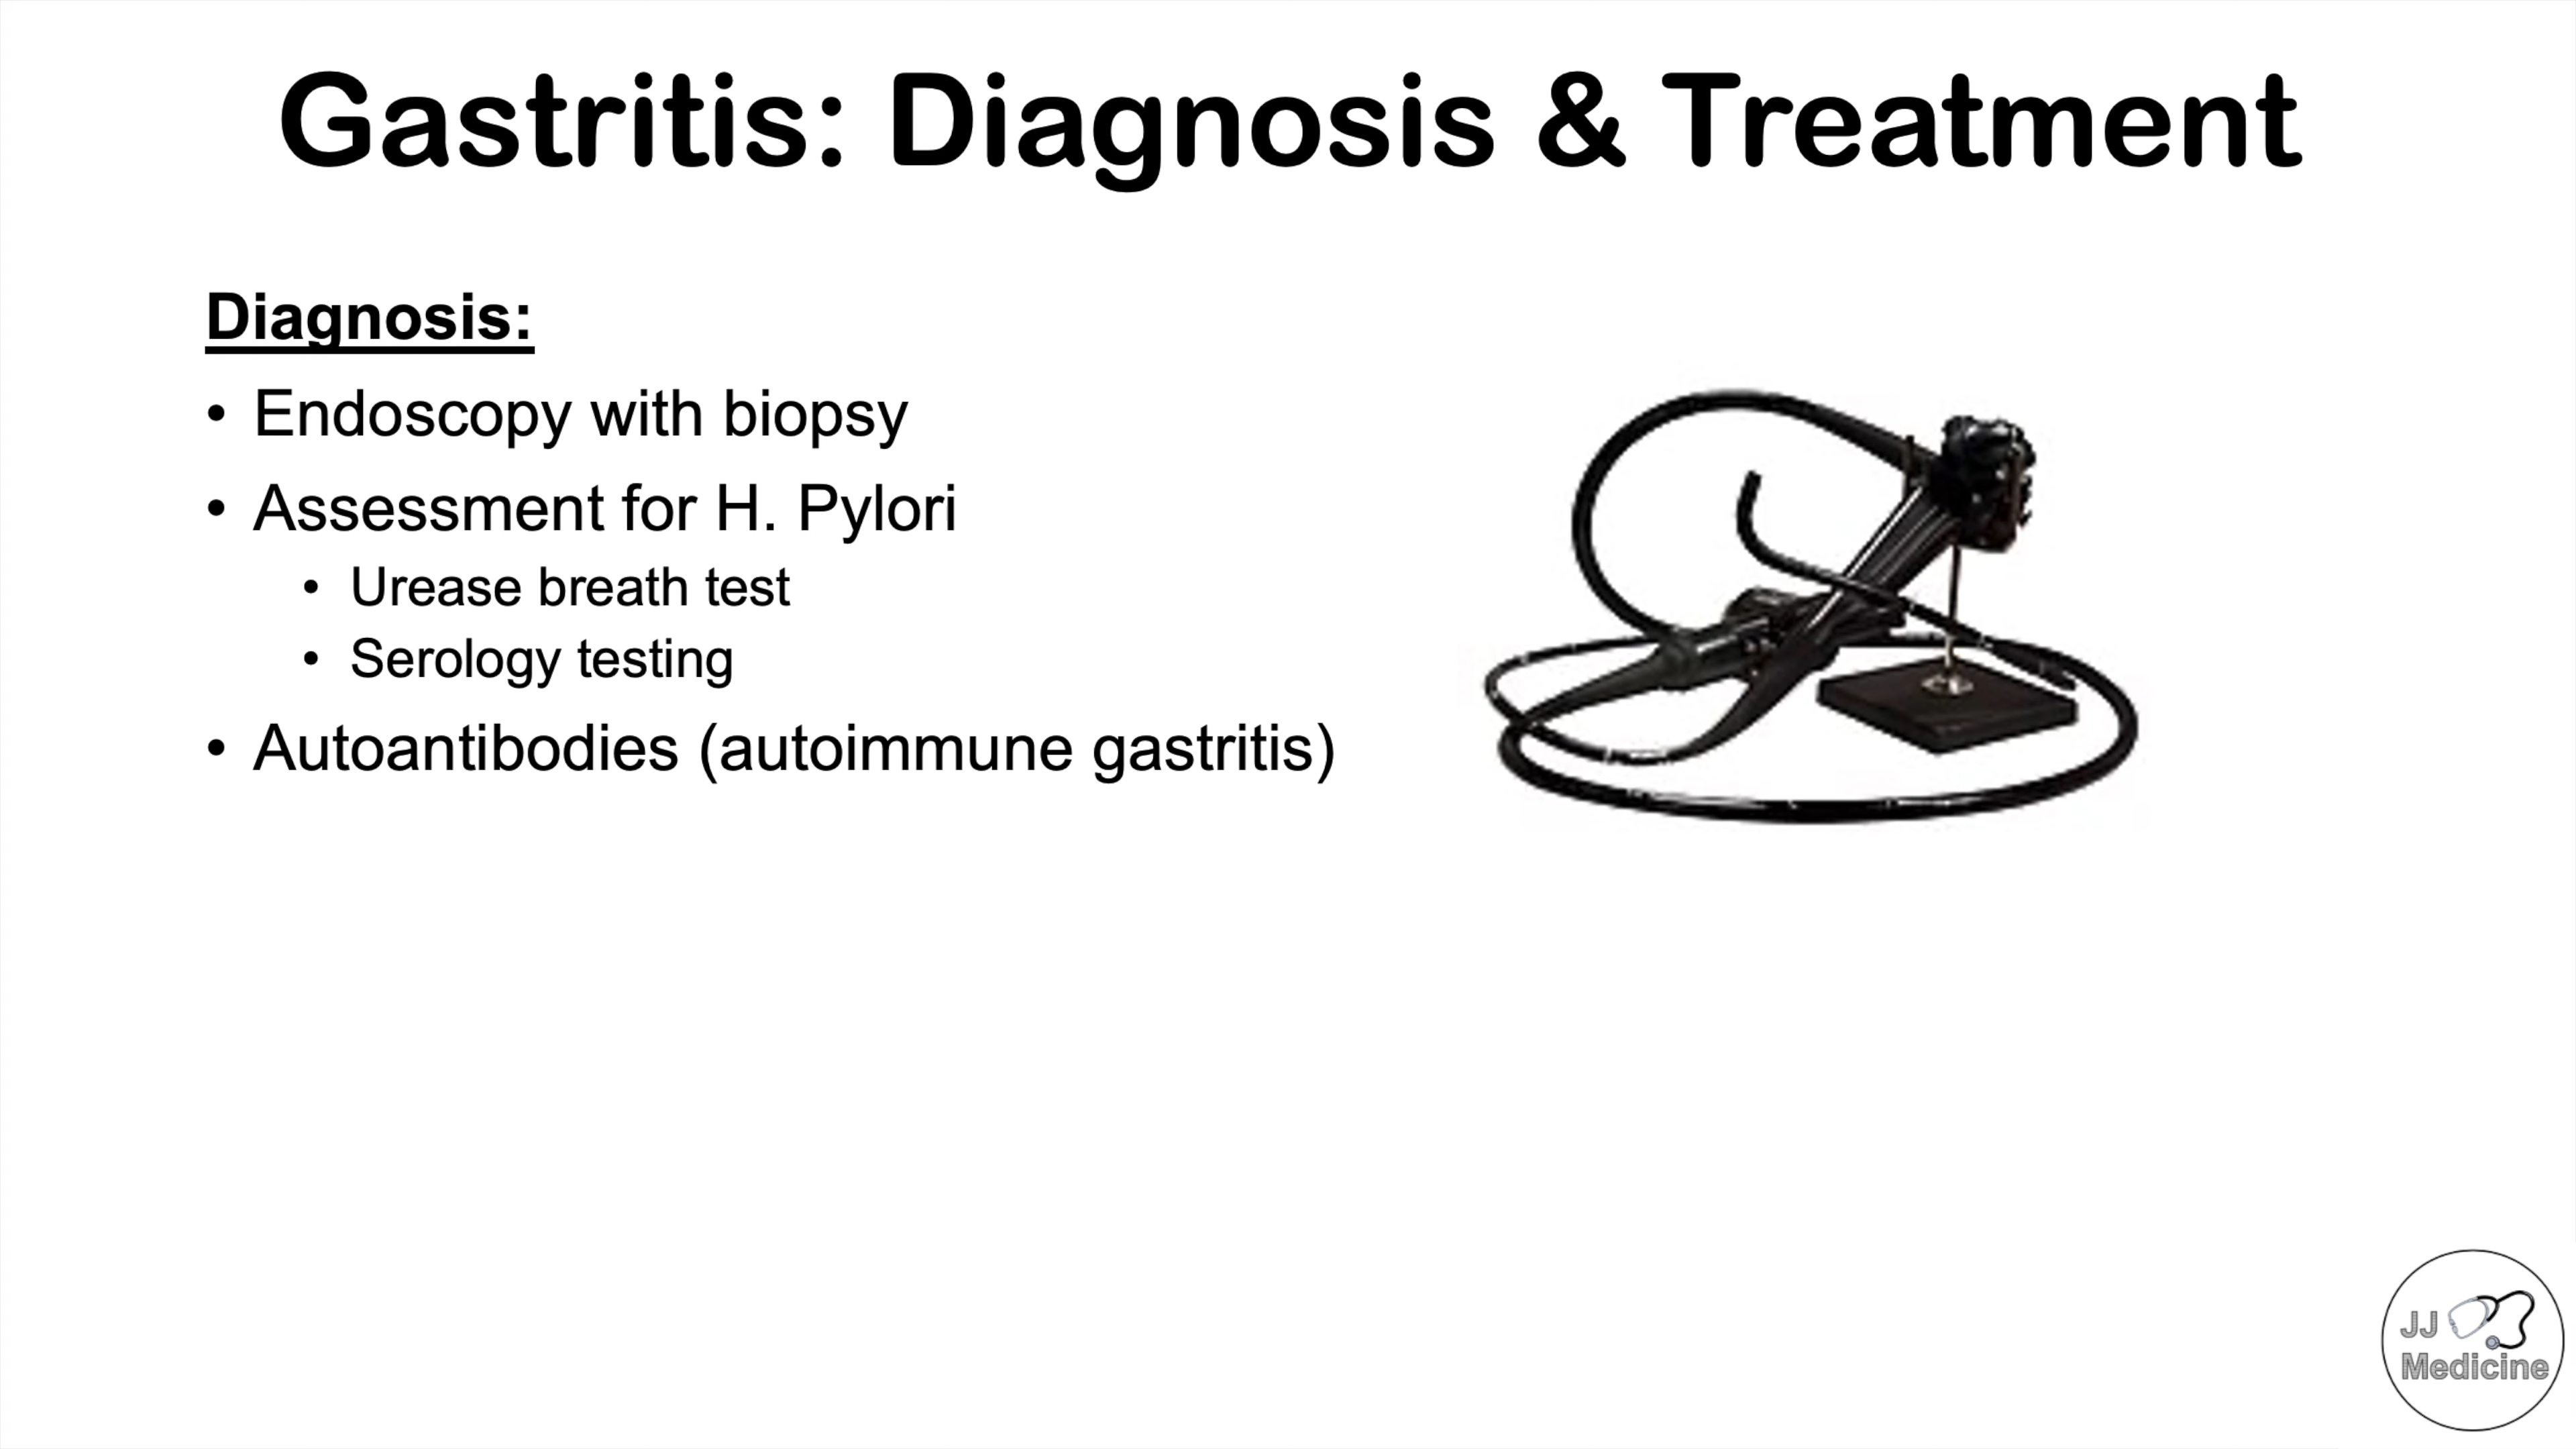 Gastritis: Diagnosis & Treatment
Diagnosis:
• Endoscopy with biopsy
• Assessment for H. Pylori
• Urease breath test
• Serology testing
• Autoantibodies (autoimmune gastritis)
JJ
Medicine